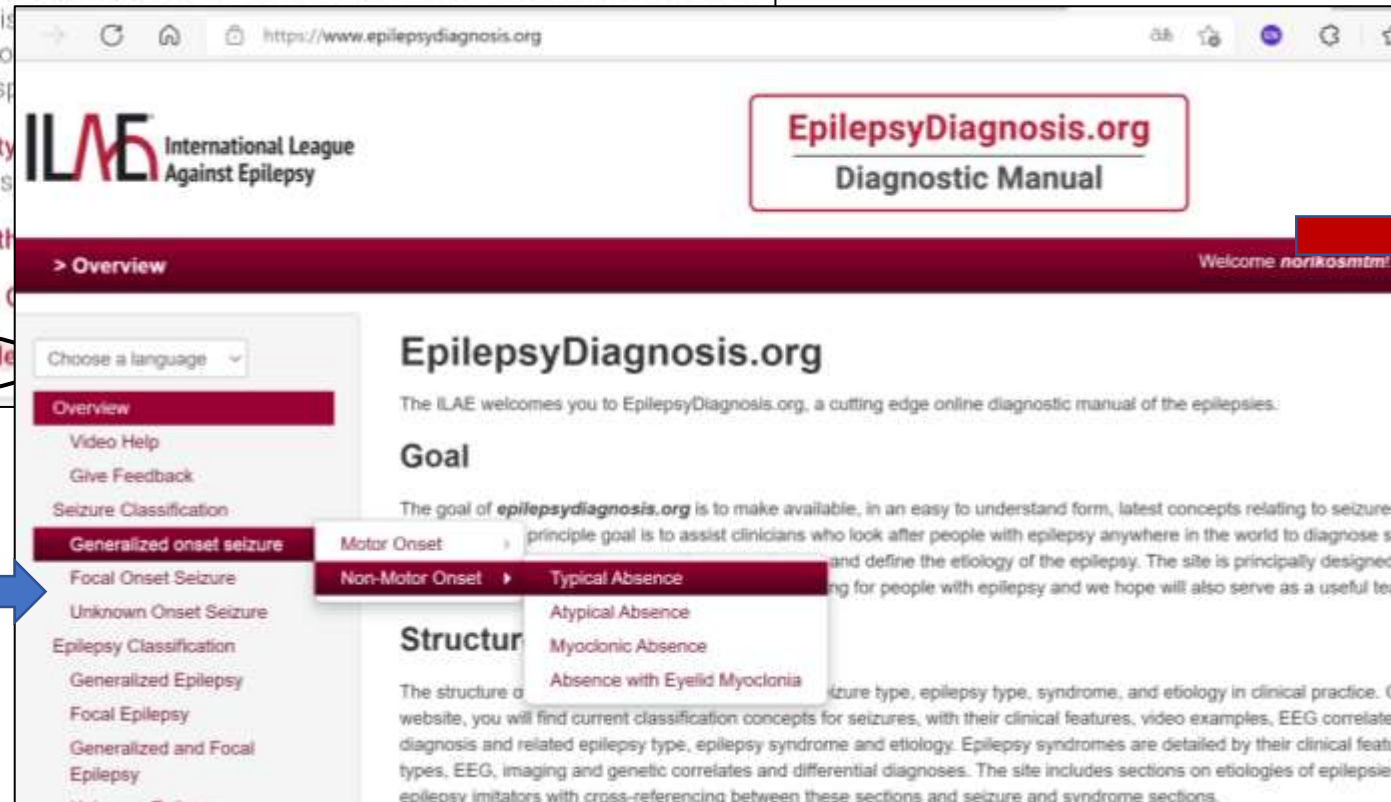 https://www.epilepsydiagnosis.org
ILAE International League
Against Epilepsy
EpilepsyDiagnosis.org
Diagnostic Manual
> Overview
Welcome norikosmtm!
Choose a language
Overview
Video Help
Give Feedback
Seizure Classification
Generalized onset seizure
Focal Onset Seizure
Unknown Onset Seizure
Epilepsy Classification
Generalized Epilepsy
Focal Epilepsy
Generalized and Focal
Epilepsy
Motor Onset
Non-Motor Onset
Typical Absence
Atypical Absence
Myoclonic Absence
Absence with Eyelid Myoclonia
EpilepsyDiagnosis.org
The ILAE welcomes you to EpilepsyDiagnosis.org, a cutting edge online diagnostic manual of the epilepsies.
Goal
The goal of epilepsydiagnosis.org is to make available, in an easy to understand form, latest concepts relating to seizure
principle goal is to assist clinicians who look after people with epilepsy anywhere in the world to diagnose
and define the etiology of the epilepsy. The site is principally designed
for people with epilepsy and we hope will also serve as a useful
Structur
The structure
type, epilepsy type, syndrome, and etiology in clinical practice.
website, you will find current classification concepts for seizures, with their clinical features, video examples, EEG correlate
diagnosis and related epilepsy type, epilepsy syndrome and etiology. Epilepsy syndromes are detailed by their clinical
types, EEG, imaging and genetic correlates and differential diagnoses. The site includes sections on etiologies of
epilepsy imitators with cross-referencing between these sections and seizure and syndrome sections.